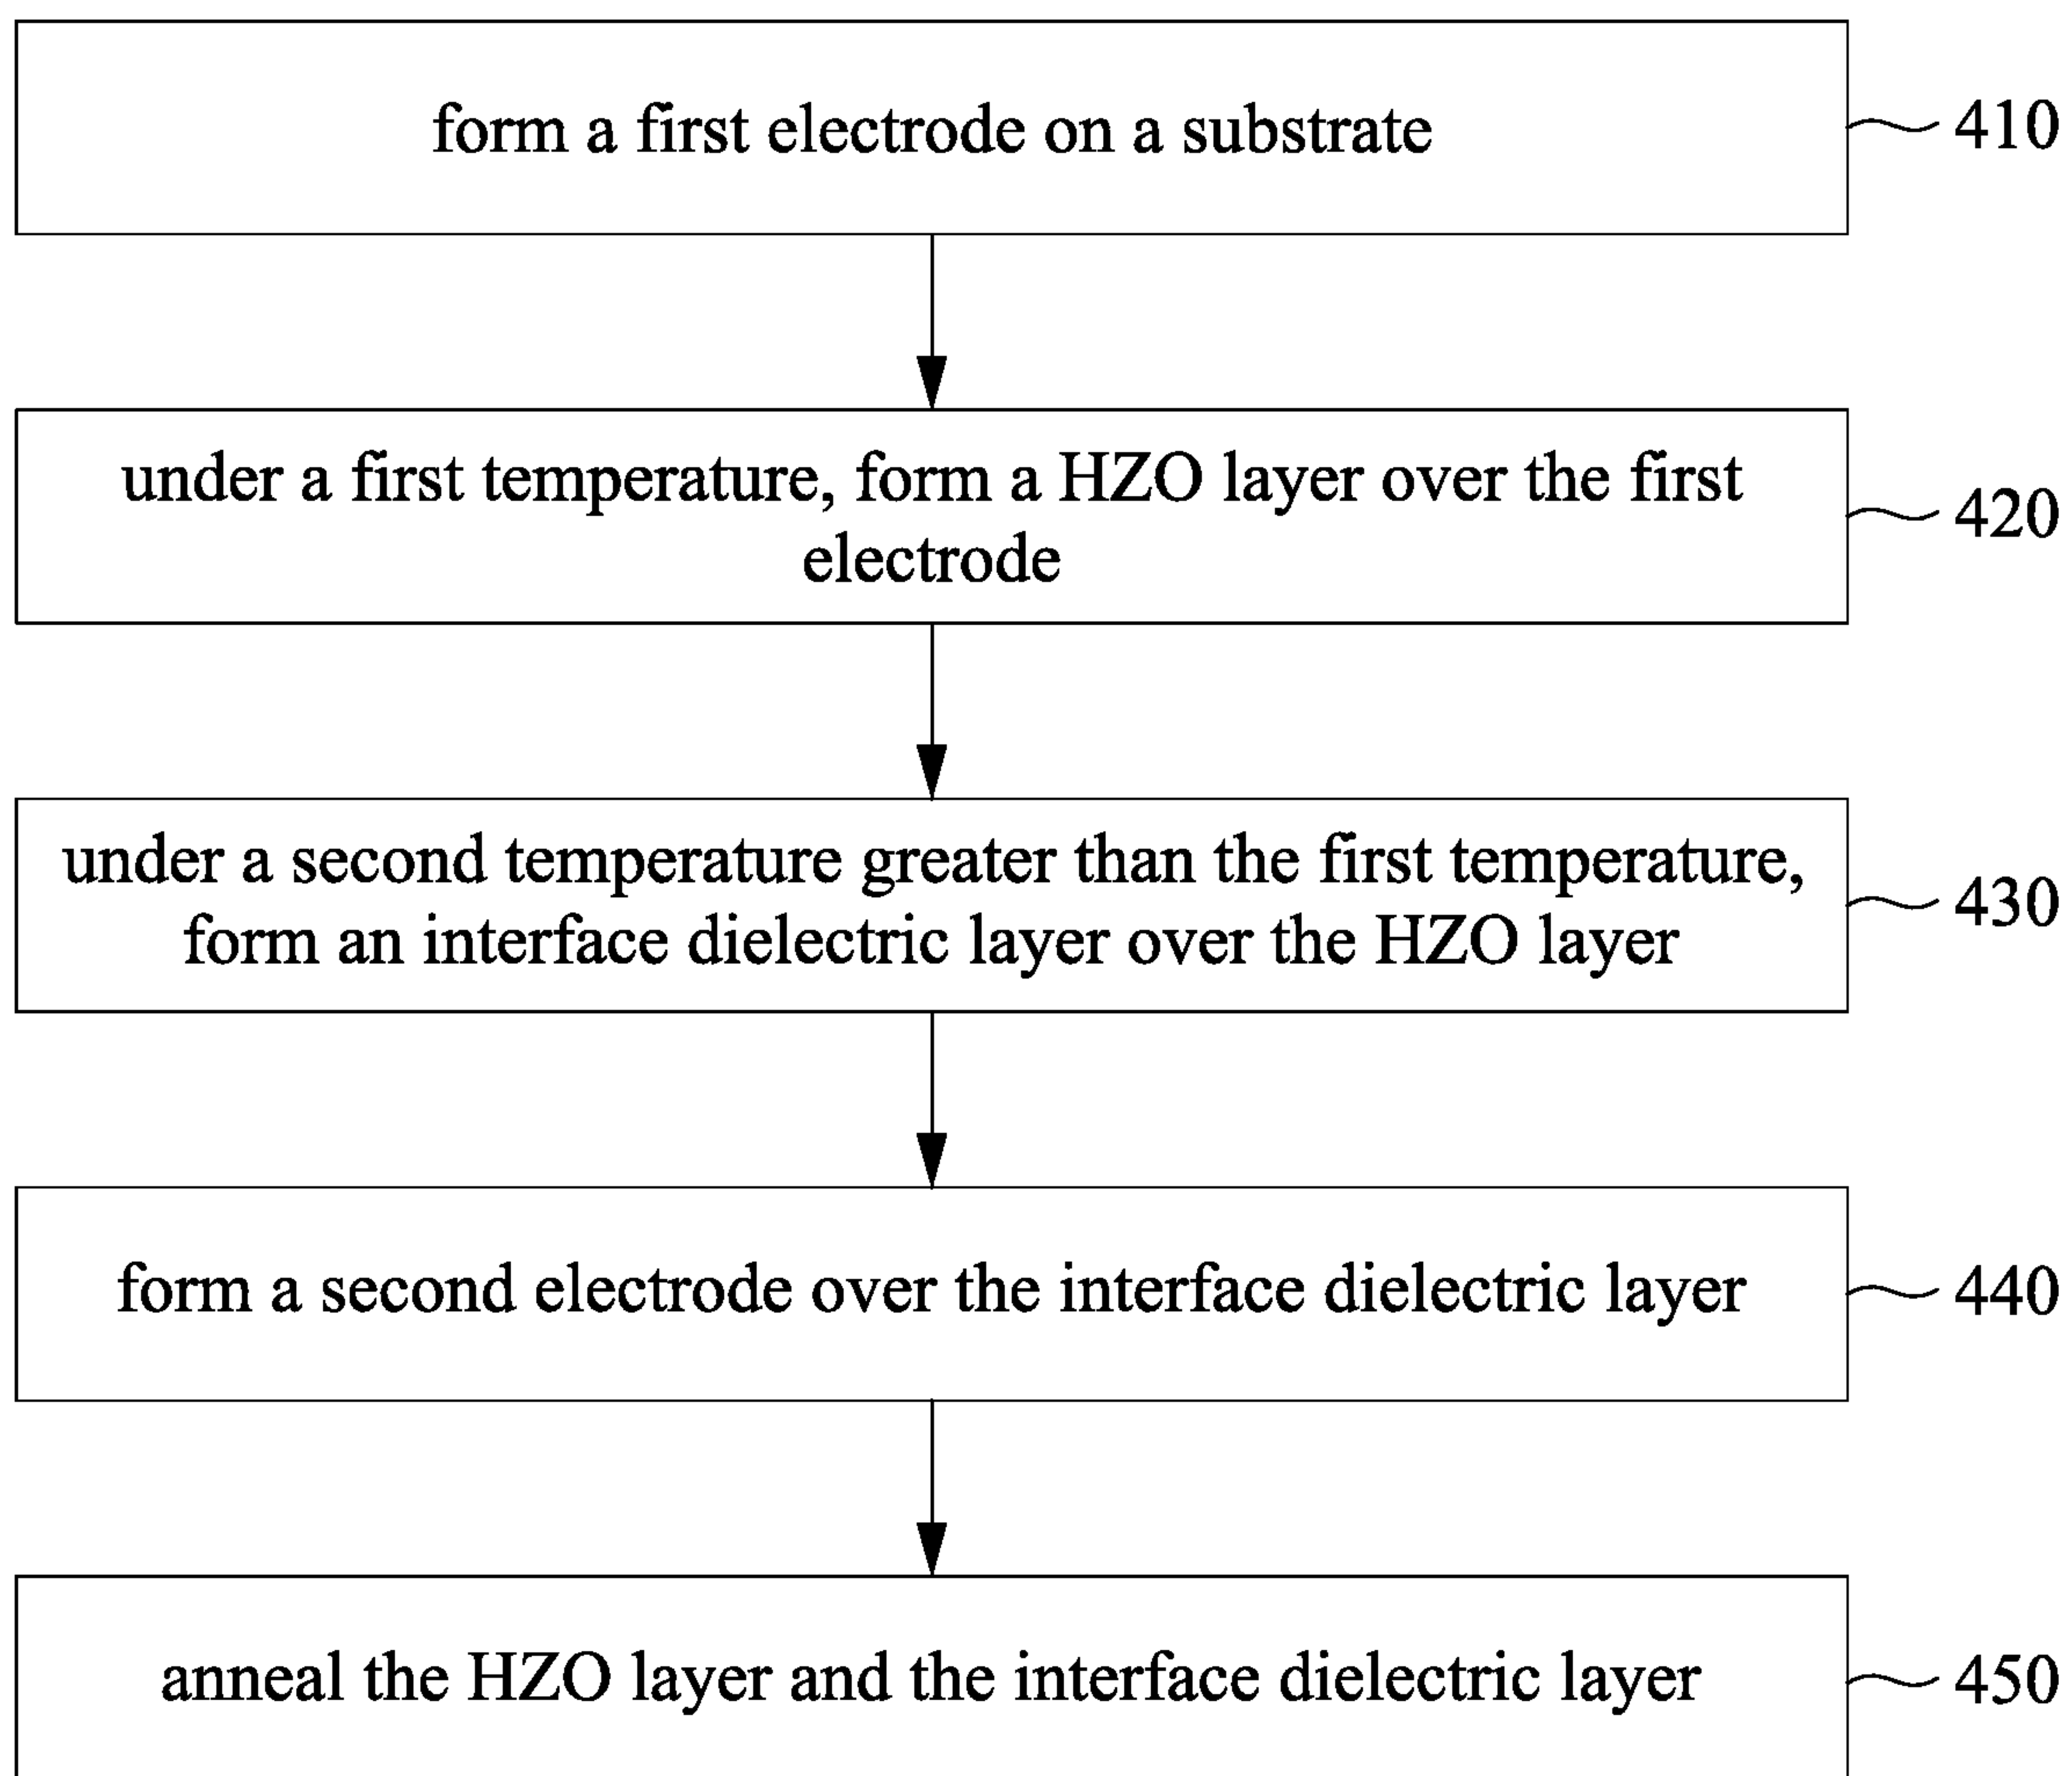 form a first electrode on a substrate
410
under a first temperature, form a HZO layer over the first
electrode
420
under a second temperature greater than the first temperature,
form an interface dielectric layer over the HZO layer
430
form a second electrode over the interface dielectric layer
440
anneal the HZO layer and the interface dielectric layer
450